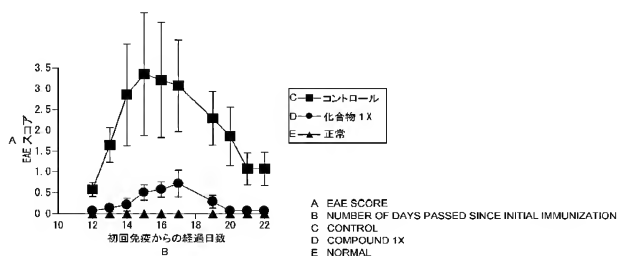 3.5
3.0
2.5
2.0
1.5
1.0
0.5
0 0
A EAE スコア
10 12 14 16 18 20 22
初回免疫からの経過日数
B
C コントロール
D 化合物 1X
E 正常
A EAE SCORE
B NUMBER OF DAYS PASSED SINCE INITIAL IMMUNIZATION
C CONTROL
D COMPOUND 1X
E NORMAL